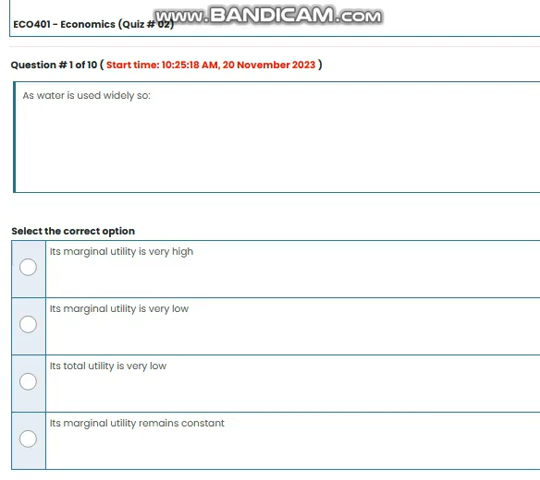 www.BANDICAM.com
ECO401 - Economics (Quiz # 02)
Question # 1 of 10 ( Start time: 10:25:18 AM, 20 November 2023 )
As water is used widely so:
Select the correct option
Its marginal utility is very high
Its marginal utility is very low
Its total utility is very low
Its marginal utility remains constant